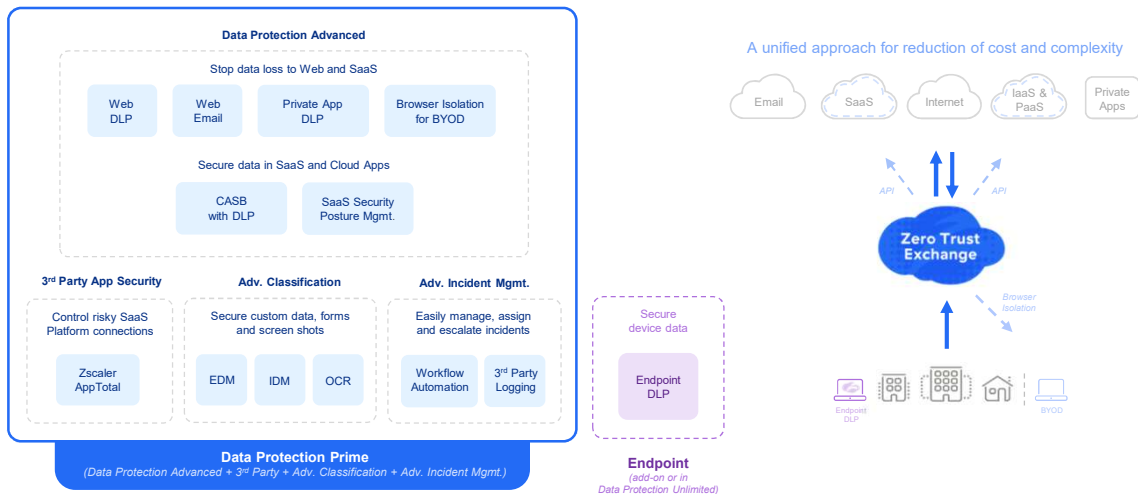 Data Protection Advanced
Stop data loss to Web and SaaS
Web
DLP
Web
Email
Private App
DLP
Browser Isolation
for BYOD
Secure data in SaaS and Cloud Apps
CASB
with DLP
SaaS Security
Posture Mgmt.
3rd Party App Security
Control risky SaaS
Platform connections
Zscaler
AppTotal
Adv. Classification
Secure custom data, forms
and screen shots
EDM
IDM
OCR
Adv. Incident Mgmt.
Easily manage, assign
and escalate incidents
Workflow
Automation
3rd Party
Logging
Data Protection Prime
(Data Protection Advanced + 3rd Party + Adv. Classification + Adv. Incident Mgmt.)
Secure
device data
Endpoint
DLP
Endpoint
(add-on or in
Data Protection Unlimited)
A unified approach for reduction of cost and complexity
Email
SaaS
Internet
IaaS &
PaaS
Private
Apps
API
API
Zero Trust
Exchange
Browser
Isolation
Endpoint
DLP
BYOD